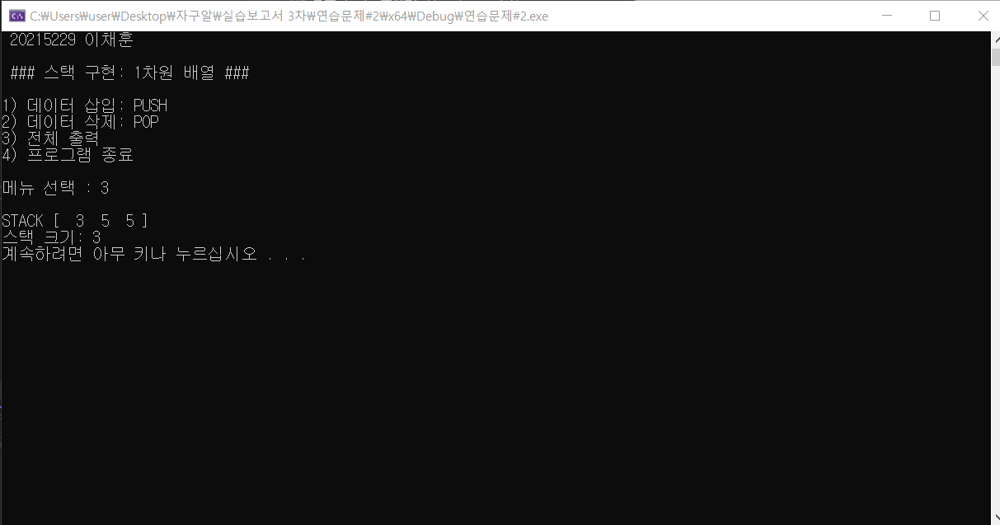 C:\Users\user\Desktop\자구알\실습보고서 3차\연습문제#2\x64\Debug\연습문제#2.exe
20215229 이채훈
### 스택 구현: 1차원 배열 ###
1) 데이터 삽입: PUSH
2) 데이터 삭제: POP
3) 전체 출력
4) 프로그램 종료
메뉴 선택 : 3
STACK [  3  5  5 ]
스택 크기: 3
계속하려면 아무 키나 누르십시오 . . .